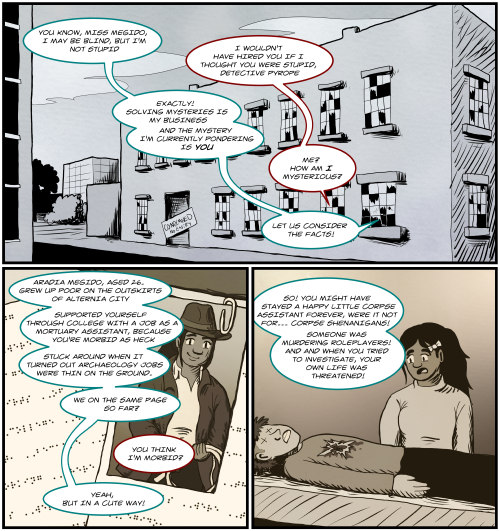 YOU KNOW, MISS MEGIDO,
I MAY BE BLIND, BUT I'M
NOT STUPID
I WOULDN'T
HAVE HIRED YOU IF I
THOUGHT YOU WERE STUPID,
DETECTIVE PYROPE
EXACTLY!
SOLVING MYSTERIES IS
MY BUSINESS
AND THE MYSTERY
I'M CURRENTLY PONDERING
IS YOU
ME?
HOW AM I
MYSTERIOUS?
LET US CONSIDER
THE FACTS!
CONDEMNED
ARADIA MEGIDO, AGED 26.
GREW UP POOR ON THE OUTSKIRTS
OF ALTERNIA CITY
SUPPORTED YOURSELF
THROUGH COLLEGE WITH A JOB AS A
MORTUARY ASSISTANT, BECAUSE
YOU'RE MORBID AS HECK
STUCK AROUND WHEN IT
TURNED OUT ARCHAEOLOGY JOBS
WERE THIN ON THE GROUND.
WE ON THE SAME PAGE
SO FAR?
YOU THINK
I'M MORBID?
YEAH,
BUT IN A CUTE WAY!
SO! YOU MIGHT HAVE
STAYED A HAPPY LITTLE CORPSE
ASSISTANT FOREVER, WERE IT NOT
FOR... CORPSE SHENANIGANS!
SOMEONE WAS
MURDERING ROLEPLAYERS!
AND AND WHEN YOU TRIED
TO INVESTIGATE, YOUR
OWN LIFE WAS
THREATENED!